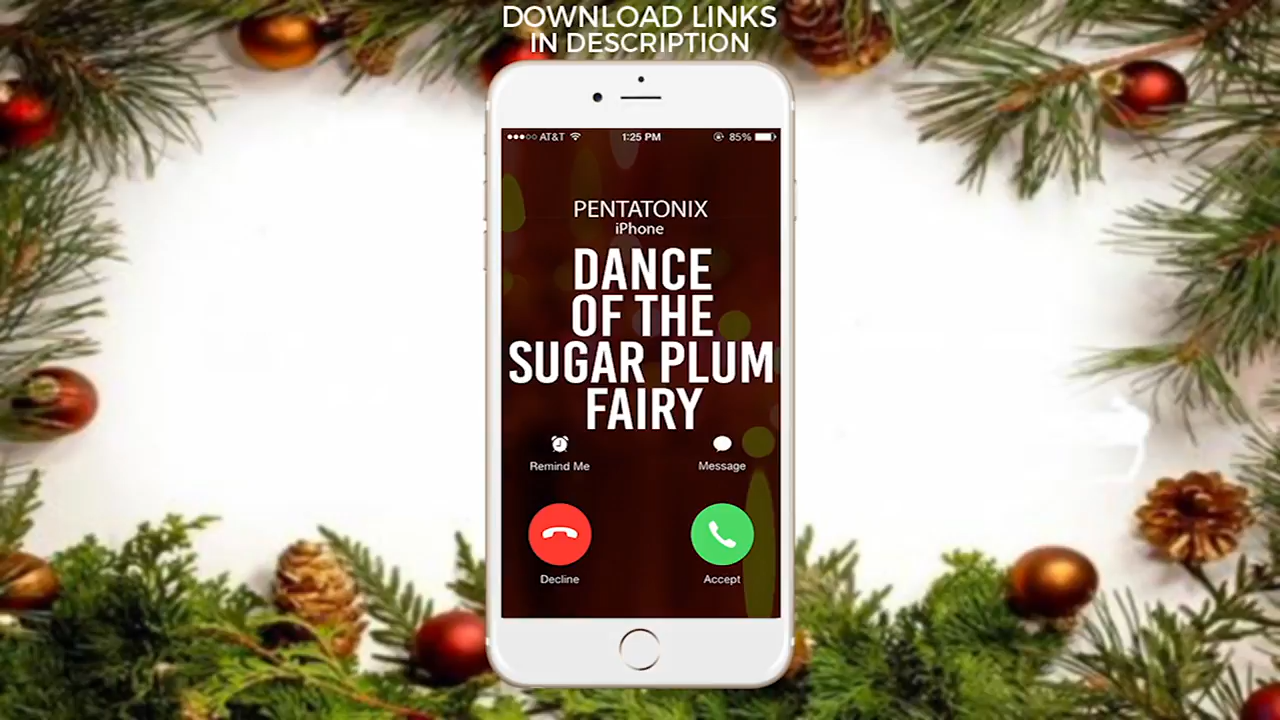 DOWNLOAD LINKS
IN DESCRIPTION
AT&T 1:25 PM 85%
PENTATONIX
iPhone
DANCE
OF THE
SUGAR PLUM
FAIRY
Remind Me Message
Decline Accept